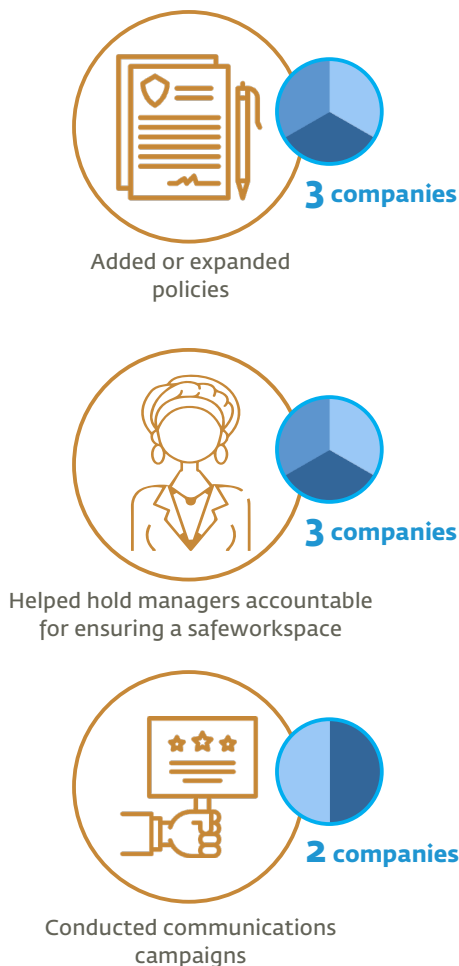 3 companies
Added or expanded
policies
3 companies
Helped hold managers accountable
for ensuring a safeworkspace
2 companies
Conducted communications
campaigns